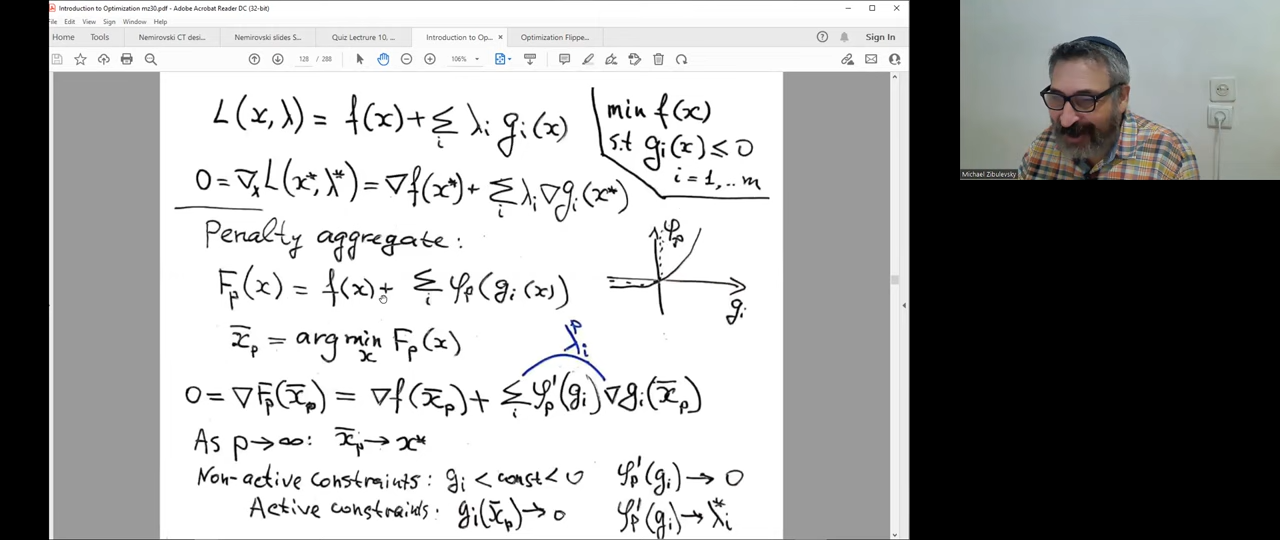 Introduction to Optimization mz30.pdf - Adobe Acrobat Reader DC (32-bit)
File Edit View Sign Window Help
Home Tools Nemirovski CT desi... Nemirovski slides S... Quiz Lecture 10, ... Introduction to Op... × Optimization Flippe... Sign In
128 / 288 106%
L(x,λ) = f(x) + Σ_i λ_i g_i(x)
min f(x)
s.t g_i(x) ≤ 0
i = 1,.. m
0 = ∇_x L(x*, λ*) = ∇f(x*) + Σ_i λ_i ∇g_i(x*)
Penalty aggregate:
φ_p
F_p(x) = f(x) + Σ_i φ_p(g_i(x))
g_i
x̄_p = arg min_x F_p(x)
λ_i^p
0 = ∇F_p(x̄_p) = ∇f(x̄_p) + Σ_i φ'_p(g_i) ∇g_i(x̄_p)
As p → ∞: x̄_p → x*
Non-active constraints: g_i < const < 0 φ'_p(g_i) → 0
Active constraints: g_i(x̄_p) → 0 φ'_p(g_i) → λ*_i
Michael Zibulevsky